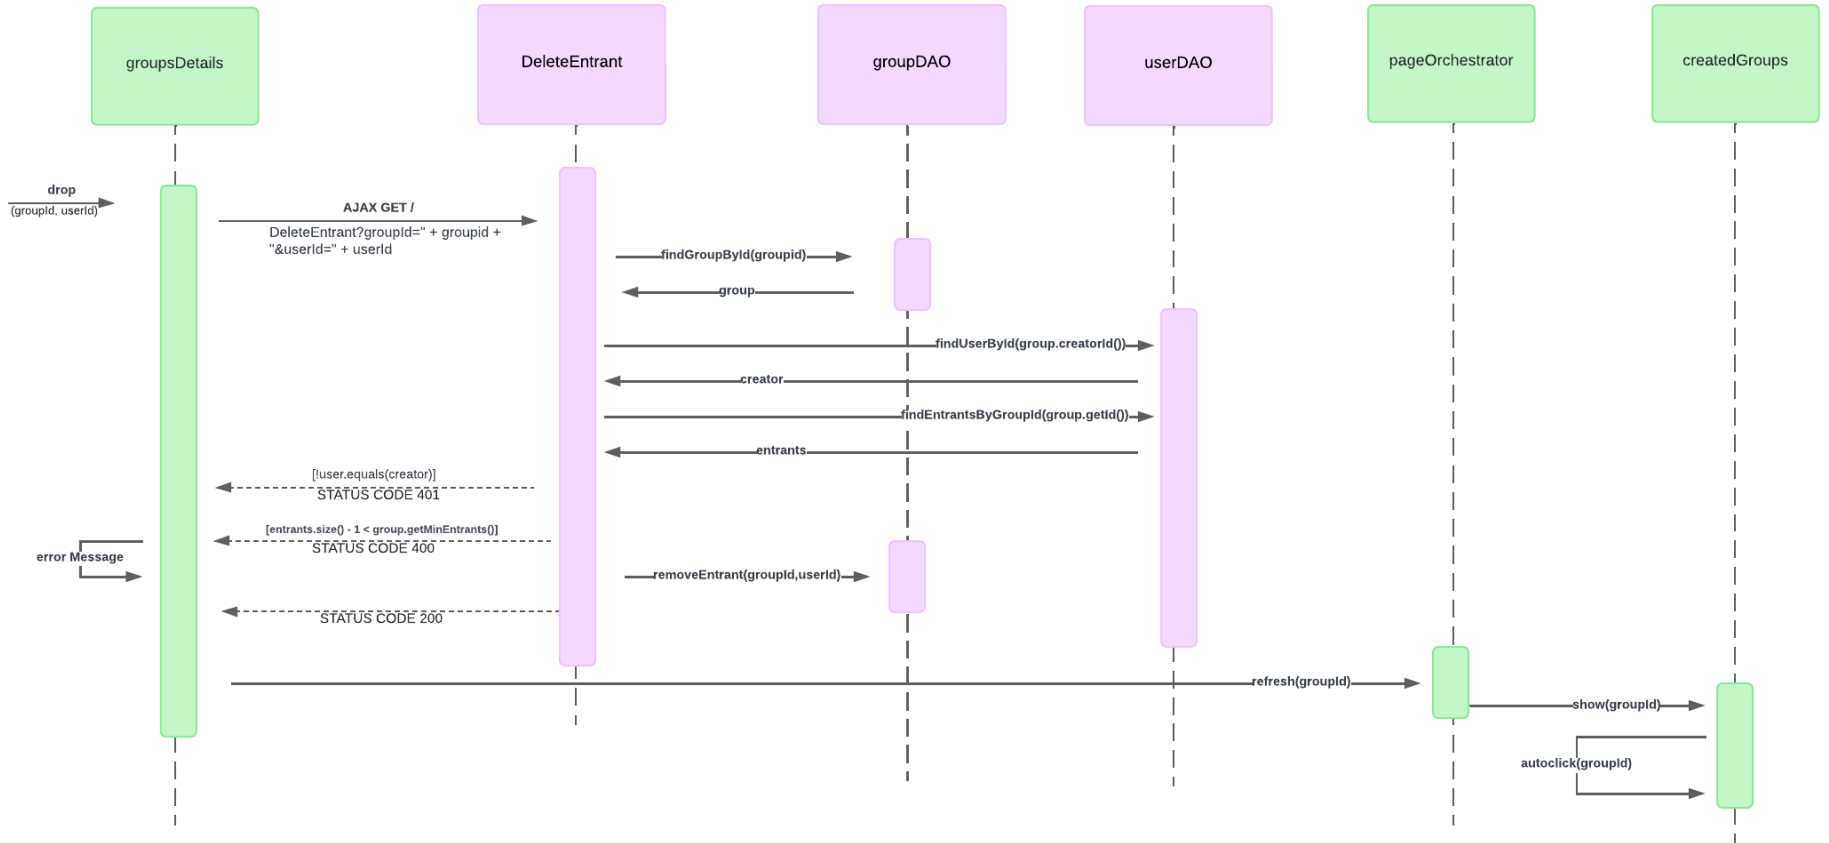 groupsDetails
DeleteEntrant
groupDAO
userDAO
pageOrchestrator
createdGroups
drop
(groupId, userId)
AJAX GET /
DeleteEntrant?groupId=" + groupid +
"&userId=" + userId
findGroupById(groupid)
group
findUserById(group.creatorId())
creator
findEntrantsByGroupId(group.getId())
entrants
[!user.equals(creator)]
STATUS CODE 401
[entrants.size() - 1 < group.getMinEntrants()]
STATUS CODE 400
error Message
removeEntrant(groupId,userId)
STATUS CODE 200
refresh(groupId)
show(groupId)
autoclick(groupId)